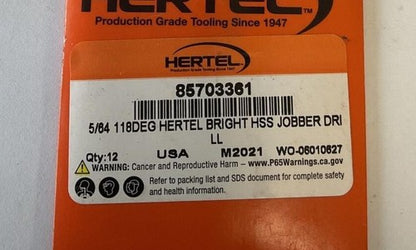 HERTEL
Production Grade Tooling Since 1947
HERTEL
Production Grade Tooling Since 1947
85703361
5/64 118DEG HERTEL BRIGHT HSS JOBBER DRI
LL
Qty:12 USA M2021 WO-06010627
WARNING: Cancer and Reproductive Harm - www.P65Warnings.ca.gov
Refer to packing list and SDS document for complete safety
and health information.